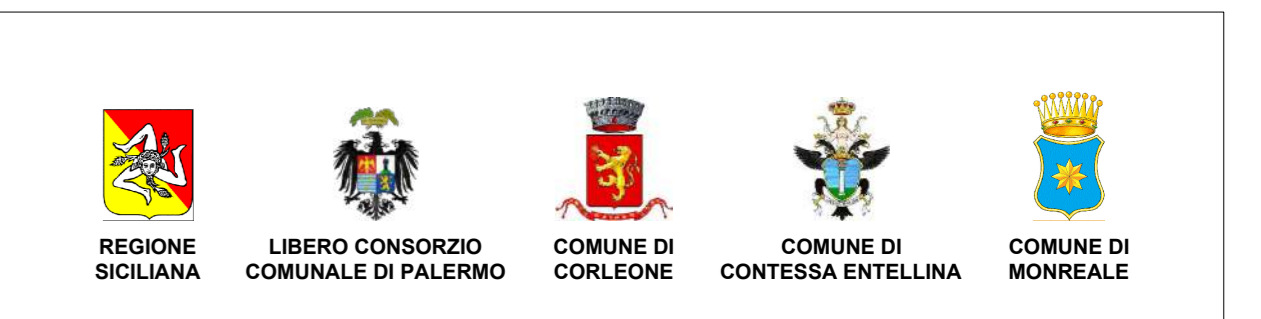 REGIONE
SICILIANA
LIBERO CONSORZIO
COMUNALE DI PALERMO
COMUNE DI
CORLEONE
COMUNE DI
CONTESSA ENTELLINA
COMUNE DI
MONREALE